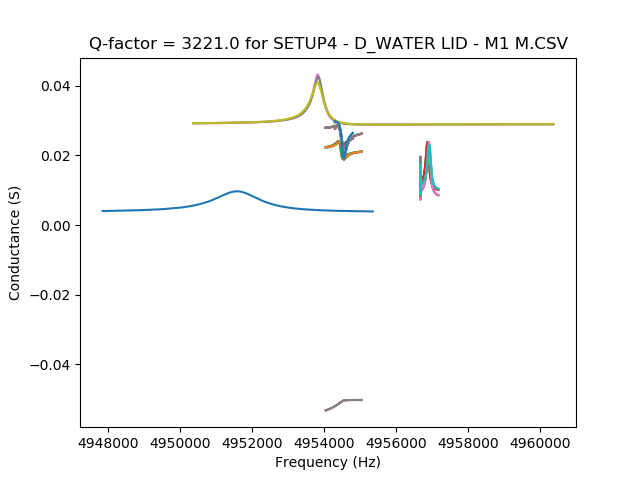 Q-factor = 3221.0 for SETUP4 - D_WATER LID - M1 M.CSV
0.04
0.02
0.00
−0.02
−0.04
Conductance (S)
4948000 4950000 4952000 4954000 4956000 4958000 4960000
Frequency (Hz)